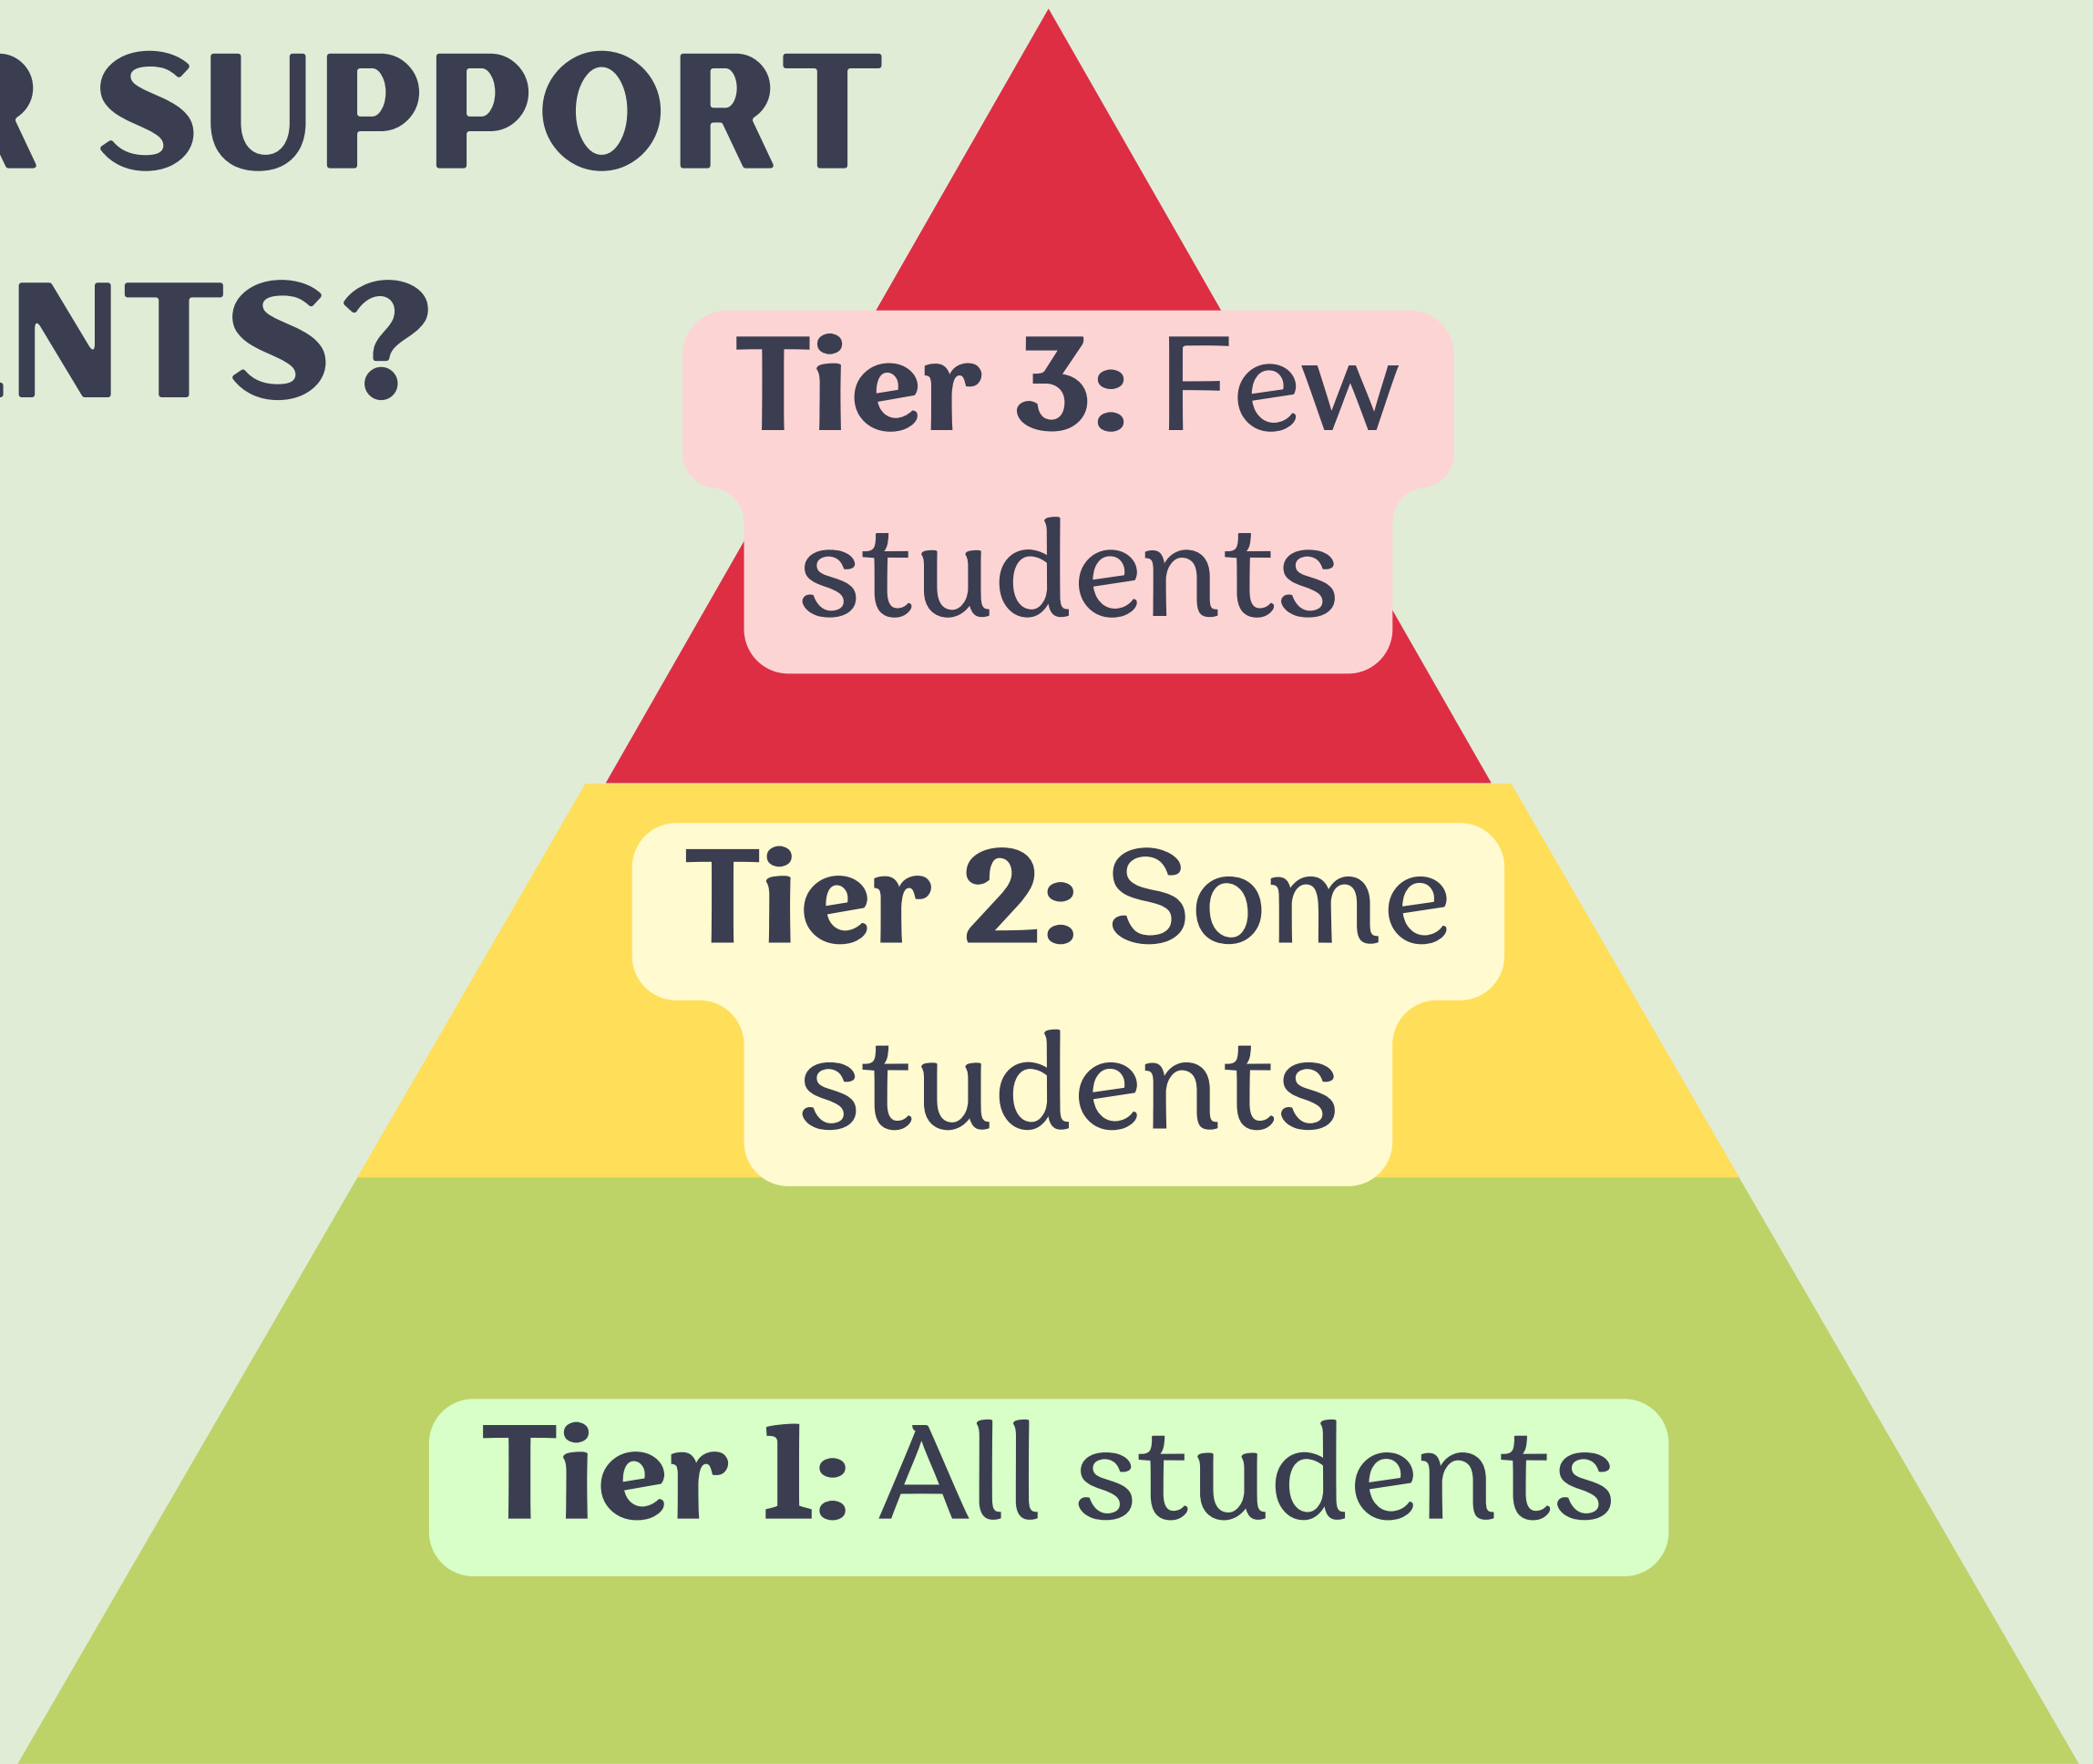 R SUPPORT
NTS?
Tier 3: Few
students
Tier 2: Some
students
Tier 1: All students